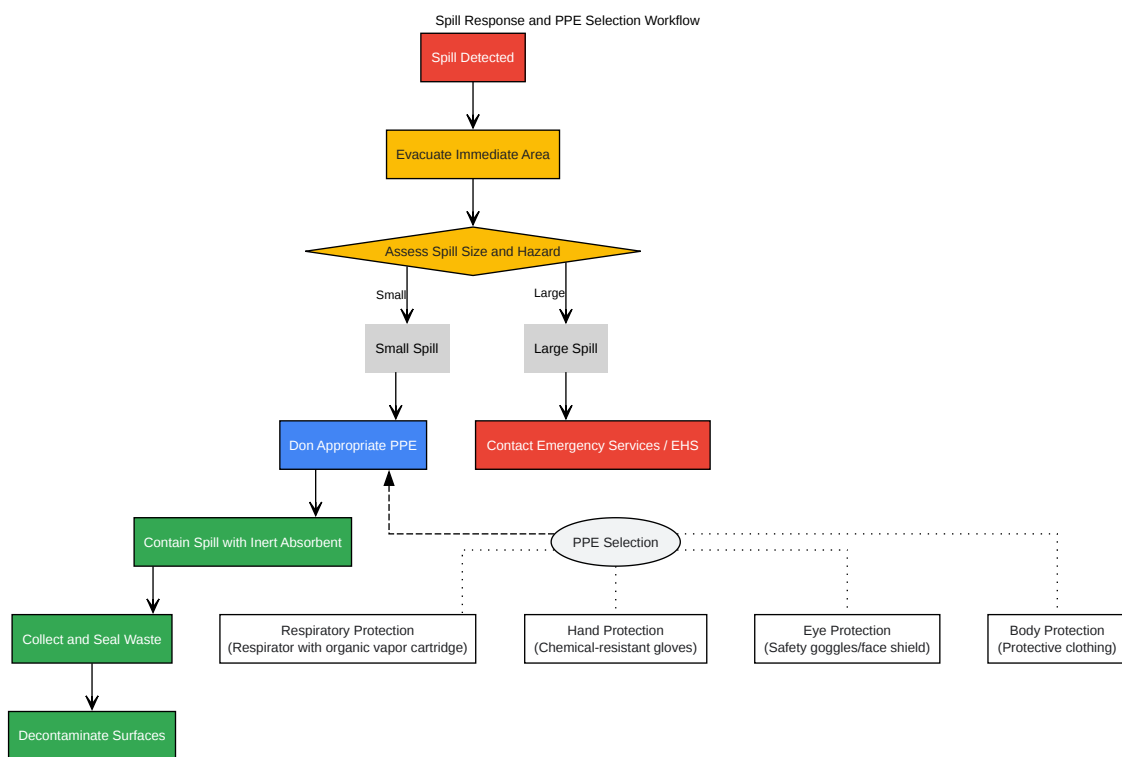 Spill Response and PPE Selection Workflow
Spill Detected
Evacuate Immediate Area
Assess Spill Size and Hazard
Small
Large
Small Spill
Large Spill
Don Appropriate PPE
Contact Emergency Services / EHS
Contain Spill with Inert Absorbent
PPE Selection
Collect and Seal Waste
Respiratory Protection
(Respirator with organic vapor cartridge)
Hand Protection
(Chemical-resistant gloves)
Eye Protection
(Safety goggles/face shield)
Body Protection
(Protective clothing)
Decontaminate Surfaces